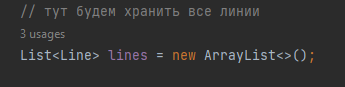 // тут будем хранить все линии
3 usages
List<Line> lines = new ArrayList<>();